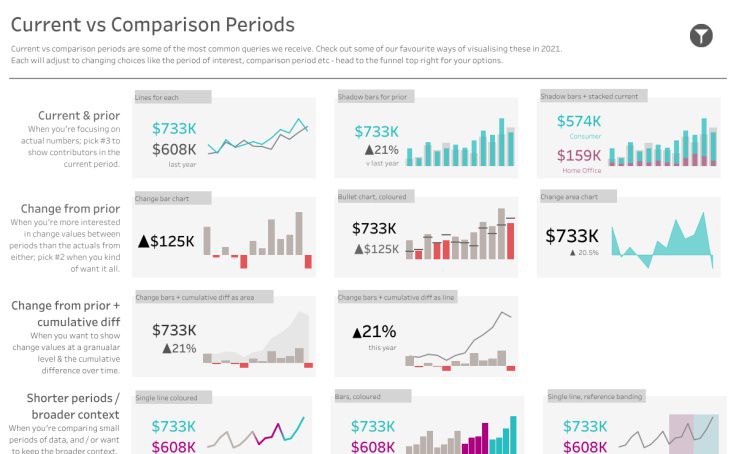 Current vs Comparison Periods
Current vs comparison periods are some of the most common queries we receive. Check out some of our favourite ways of visualising these in 2021.
Each will adjust to changing choices like the period of interest, comparison period etc - head to the funnel top right for your options.
Current & prior
When you're focusing on
actual numbers; pick #3 to
show contributors in the
current period.
Lines for each
$733K
$608K
last year
Shadow bars for prior
$733K
▲21%
v last year
Shadow bars + stacked current
$574K
Consumer
$159K
Home Office
Change from prior
When you're more interested
in change values between
periods than the actuals from
either; pick #2 when you kind
of want it all.
Change bar chart
▲$125K
Bullet chart, coloured
$733K
▲$125K
Change area chart
$733K
▲ 20.5%
Change from prior +
cumulative diff
When you want to show
change values at a granualar
level & the cumulative
difference over time.
Change bars + cumulative diff as area
$733K
▲21%
Change bars + cumulative diff as line
▲21%
this year
Shorter periods /
broader context
When you're comparing small
periods of data, and / or want
to keep the broader context.
Single line coloured
$733K
$608K
Bars, coloured
$733K
$608K
Single line, reference banding
$733K
$608K